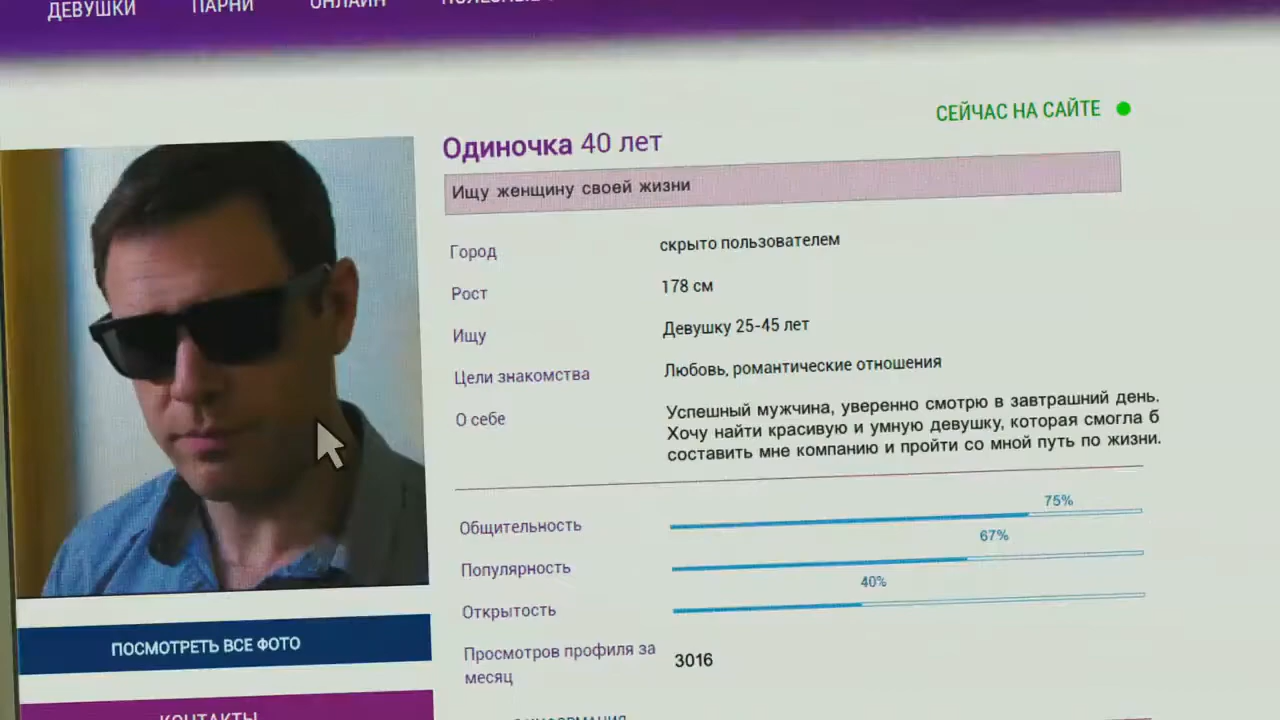 ДЕВУШКИ ПАРНИ ОНЛАЙН ПОЛЕЗНЫЕ
СЕЙЧАС НА САЙТЕ
Одиночка 40 лет
Ищу женщину своей жизни
Город скрыто пользователем
Рост 178 см
Ищу Девушку 25-45 лет
Цели знакомства Любовь, романтические отношения
О себе Успешный мужчина, уверенно смотрю в завтрашний день.
Хочу найти красивую и умную девушку, которая смогла б
составить мне компанию и пройти со мной путь по жизни.
75%
Общительность
67%
Популярность
40%
Открытость
Просмотров профиля за
месяц
3016
ПОСМОТРЕТЬ ВСЕ ФОТО
КОНТАКТЫ